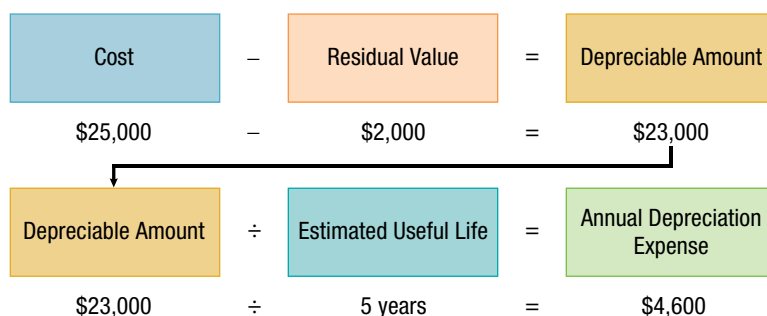 Cost – Residual Value = Depreciable Amount
$25,000 – $2,000 = $23,000
Depreciable Amount ÷ Estimated Useful Life = Annual Depreciation
Expense
$23,000 ÷ 5 years = $4,600